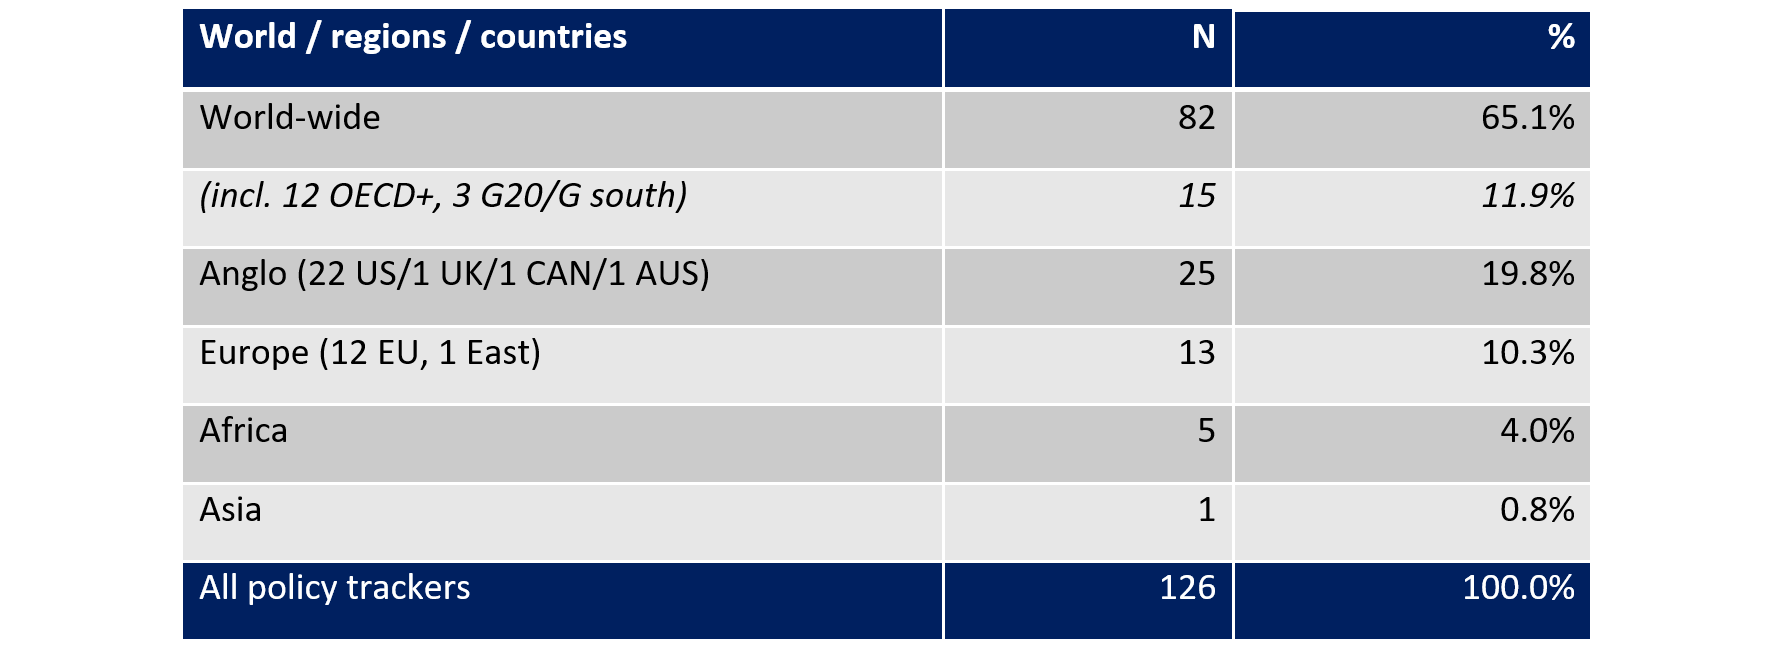 World / regions / countries N %
World-wide 82 65.1%
(incl. 12 OECD+, 3 G20/G south) 15 11.9%
Anglo (22 US/1 UK/1 CAN/1 AUS) 25 19.8%
Europe (12 EU, 1 East) 13 10.3%
Africa 5 4.0%
Asia 1 0.8%
All policy trackers 126 100.0%